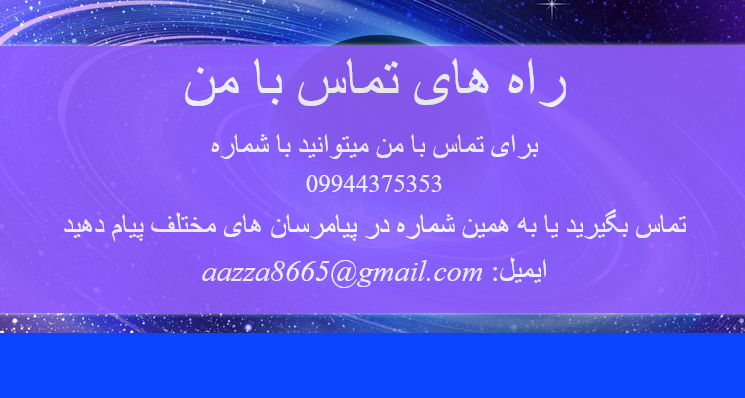 راه های تماس با من
برای تماس با من میتوانید با شماره
09944375353
تماس بگیرید یا به همین شماره در پیامرسان های مختلف پیام دهید
ایمیل: aazza8665@gmail.com